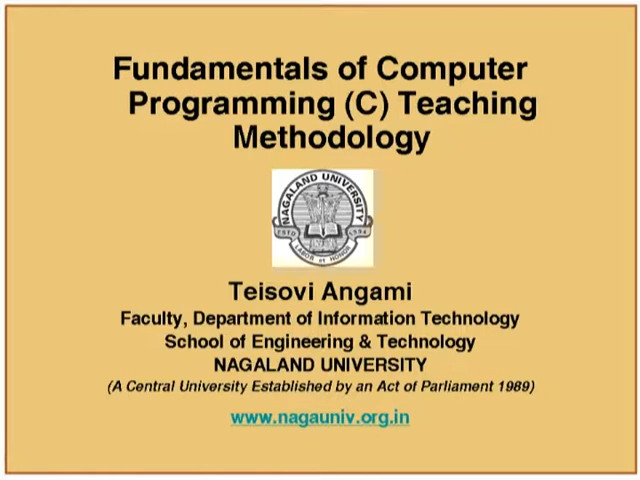 Fundamentals of Computer
Programming (C) Teaching
Methodology
NAGALAND UNIVERSITY
ESTD 1994
LABOR et HONOR
Teisovi Angami
Faculty, Department of Information Technology
School of Engineering & Technology
NAGALAND UNIVERSITY
(A Central University Established by an Act of Parliament 1989)
www.nagauniv.org.in